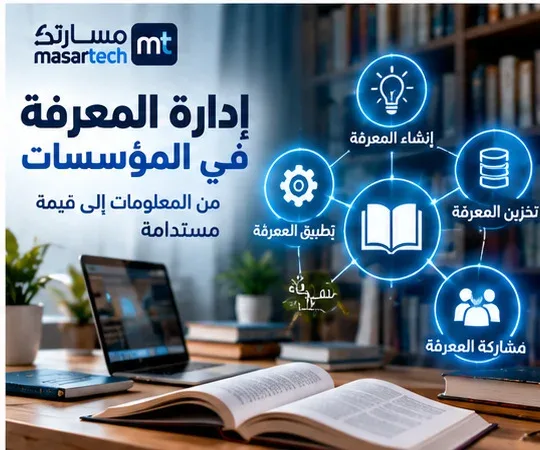 مسارتك
masartech
mt
إدارة المعرفة
في المؤسسات
من المعلومات إلى قيمة
مستدامة
إنشاء المعرفة
تخزين المعرفة
تطبيق المعرفة
مشاركة المعرفة